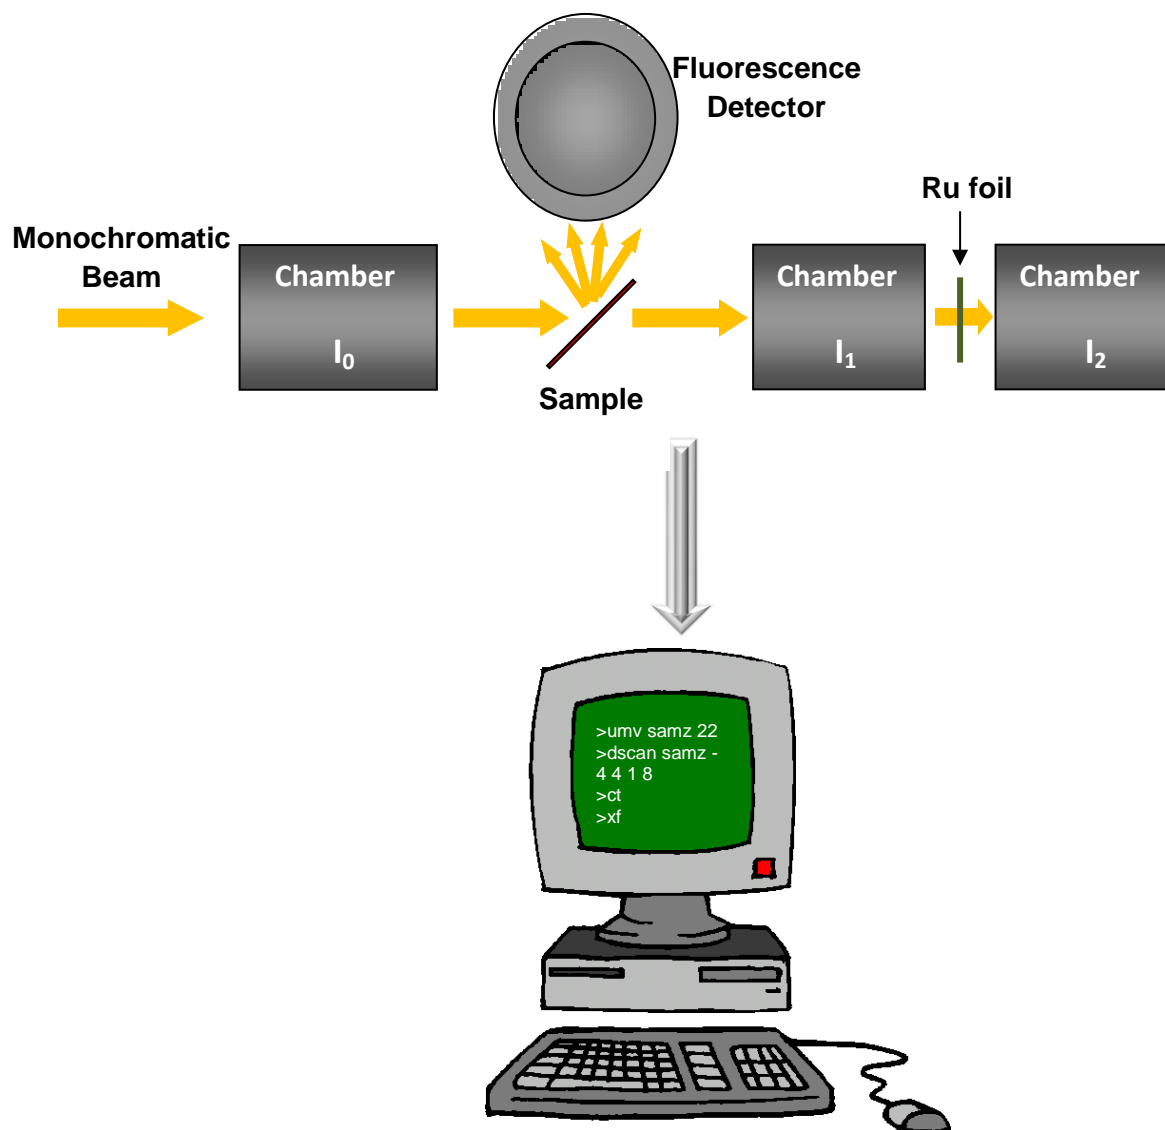 Fluorescence
Detector
Ru foil
Monochromatic
Beam
Chamber
I₀
Sample
Chamber
I₁
Chamber
I₂
>umv samz 22
>dscan samz -
4 4 1 8
>ct
>xf